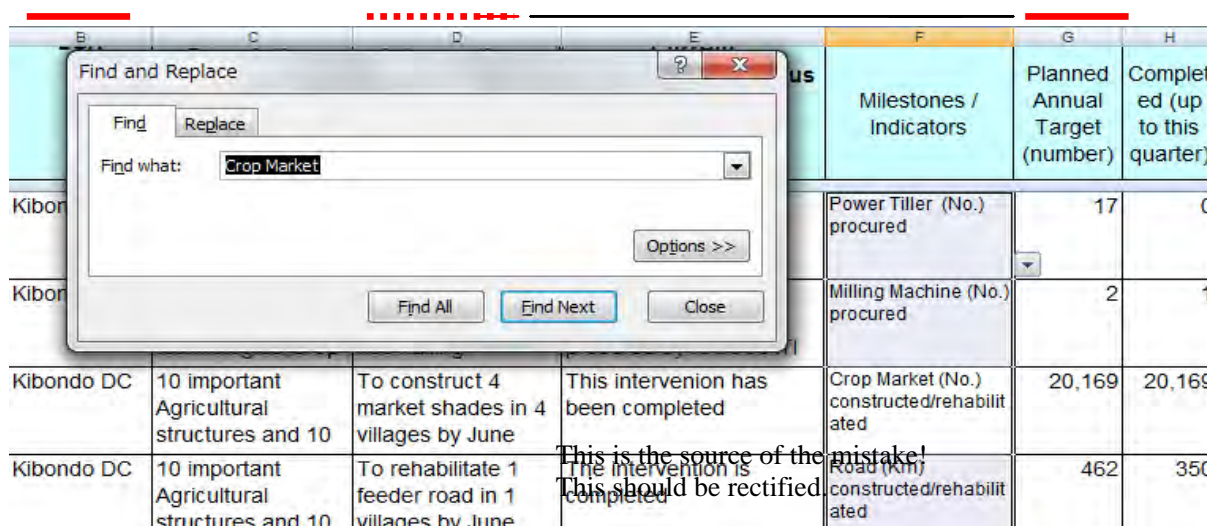 B C D E F G H
us
Milestones /
Indicators
Planned
Annual
Target
(number)
Complet
ed (up
to this
quarter)
Find and Replace
Find Replace
Find what: Crop Market
Options >>
Find All Find Next Close
Kibon
Power Tiller (No.)
procured
17 0
Kibon
Milling Machine (No.)
procured
2 1
Kibondo DC
10 important
Agricultural
structures and 10
To construct 4
market shades in 4
villages by June
This intervenion has
been completed
Crop Market (No.)
constructed/rehabilit
ated
20,169 20,169
Kibondo DC
10 important
Agricultural
structures and 10
To rehabilitate 1
feeder road in 1
villages by June
The intervention is
completed
This is the source of the mistake!
This should be rectified.
Road (Km)
constructed/rehabilit
ated
462 350